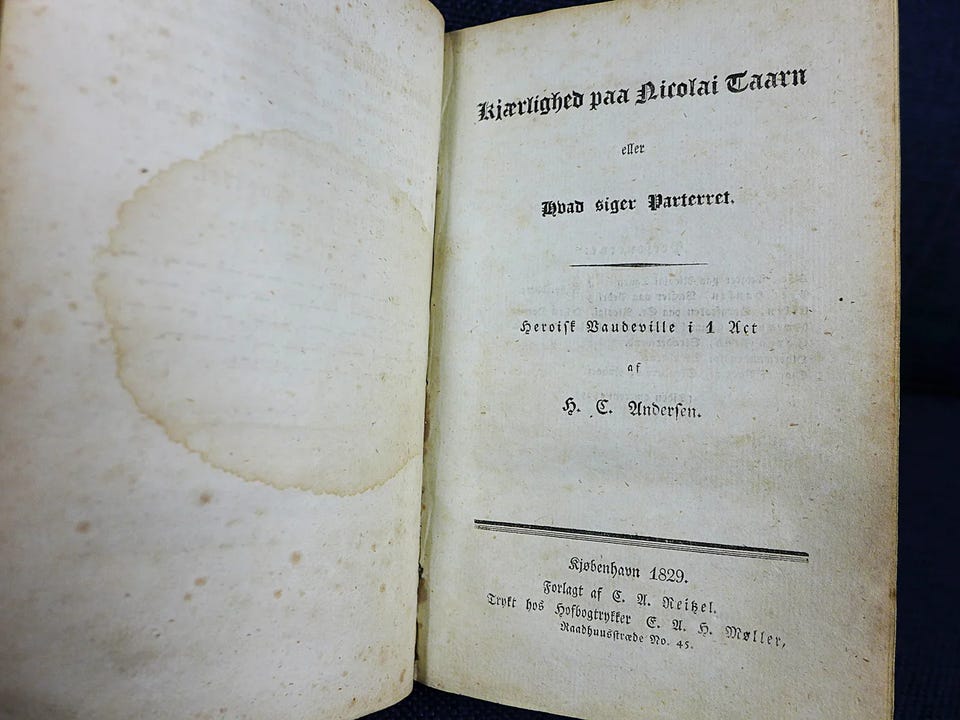 Kjærlighed paa Nicolai Taarn
eller
Hvad siger Parterret.
Heroisk Vaudeville i 1 Act
af
H. C. Andersen.
Kjøbenhavn 1829.
Forlagt af C. A. Reitzel.
Trykt hos Hofbogtrykker E. A. H. Møller,
Raadhuusstræde No. 45.